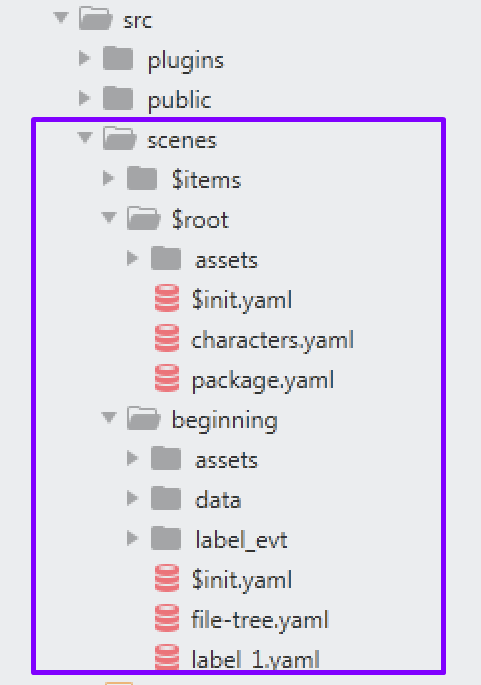 src
plugins
public
scenes
$items
$root
assets
$init.yaml
characters.yaml
package.yaml
beginning
assets
data
label_evt
$init.yaml
file-tree.yaml
label_1.yaml